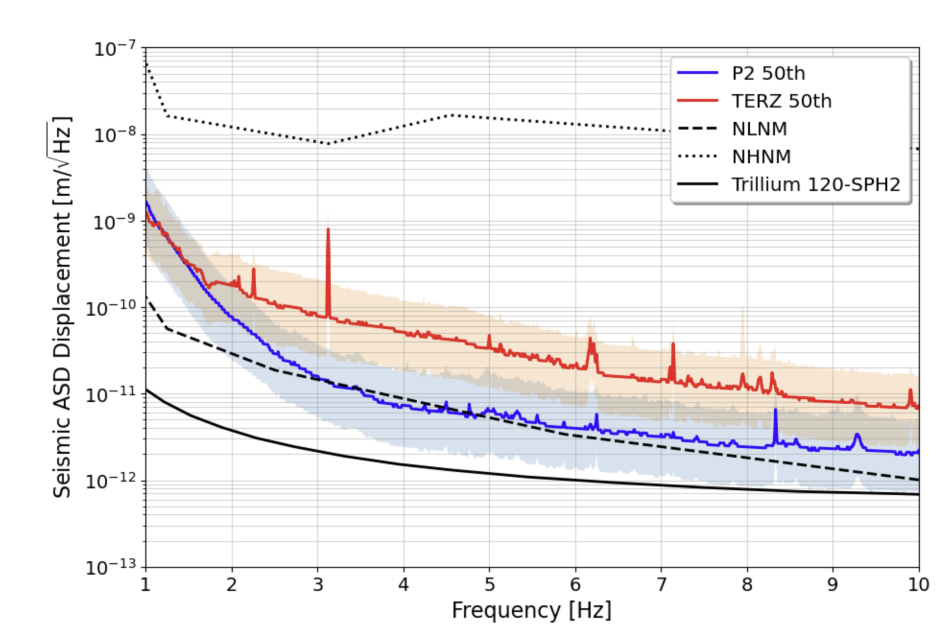 10⁻⁷
10⁻⁸
10⁻⁹
10⁻¹⁰
10⁻¹¹
10⁻¹²
10⁻¹³
Seismic ASD Displacement [m/√Hz]
P2 50th
TERZ 50th
NLNM
NHNM
Trillium 120-SPH2
1 2 3 4 5 6 7 8 9 10
Frequency [Hz]